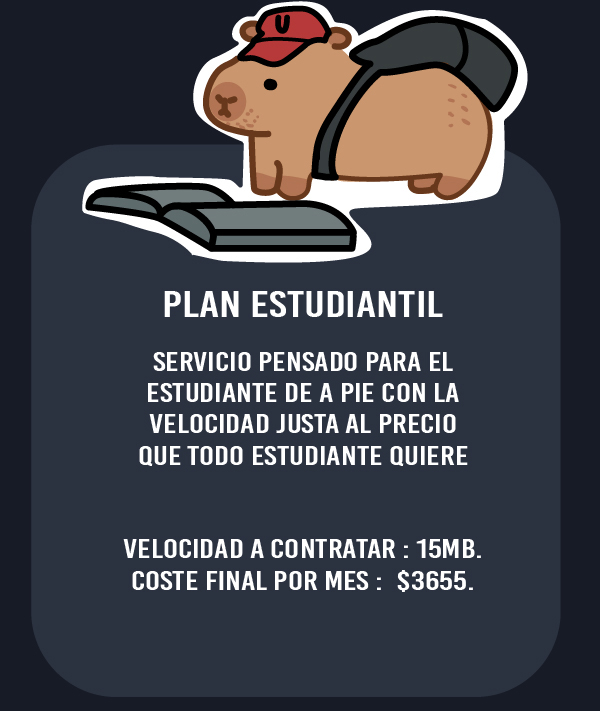 U
PLAN ESTUDIANTIL
SERVICIO PENSADO PARA EL
ESTUDIANTE DE A PIE CON LA
VELOCIDAD JUSTA AL PRECIO
QUE TODO ESTUDIANTE QUIERE
VELOCIDAD A CONTRATAR : 15MB.
COSTE FINAL POR MES : $3655.